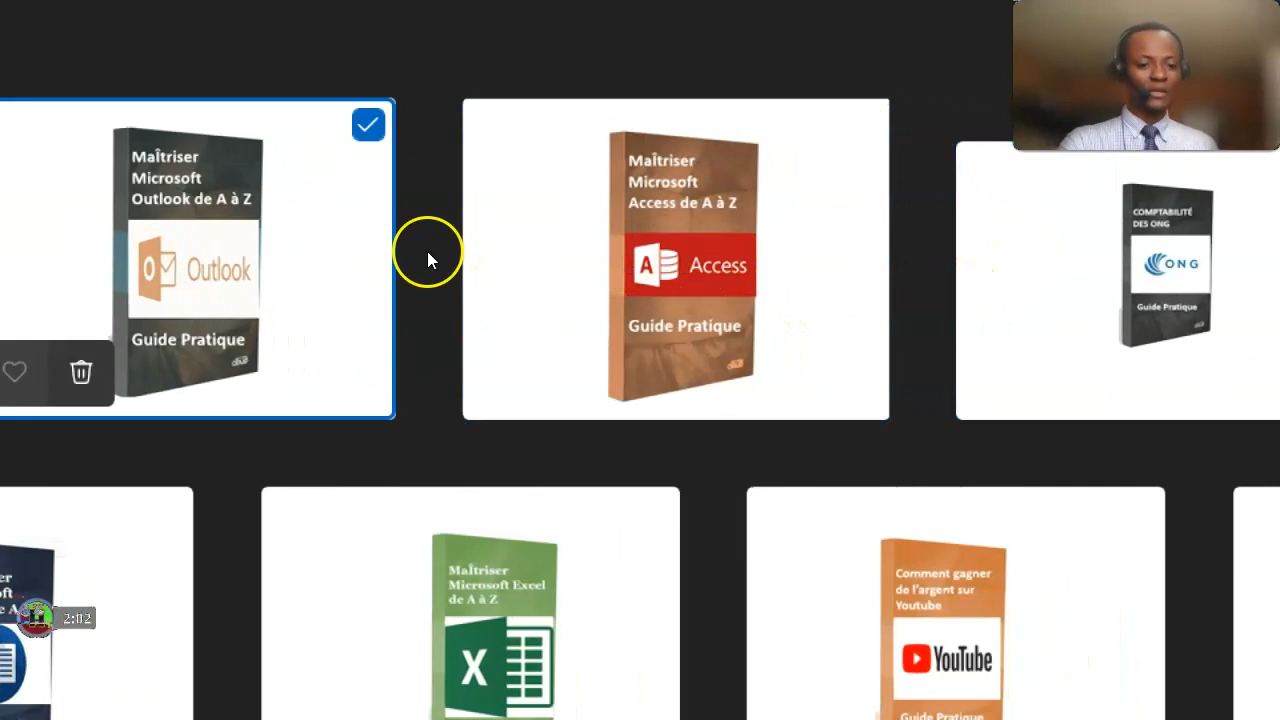 Maîtriser
Microsoft
Outlook de A à Z
Outlook
Guide Pratique
Maîtriser
Microsoft
Access de A à Z
A Access
Guide Pratique
COMPTABILITÉ
DES ONG
ONG
Guide Pratique
2:02
Maîtriser
Microsoft Excel
de A à Z
X
Comment gagner
de l'argent sur
Youtube
YouTube
Guide Pratique